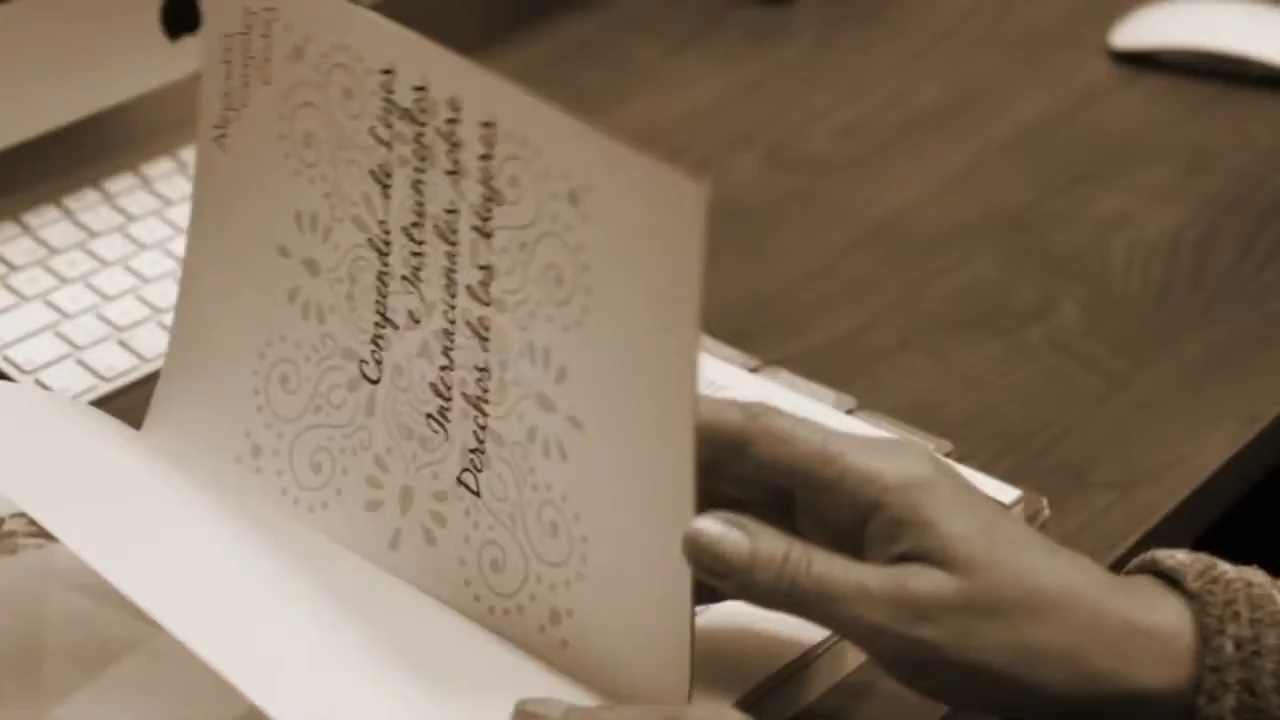 Compendio de Leyes
e Instrumentos
Internacionales sobre
Derechos de las Mujeres